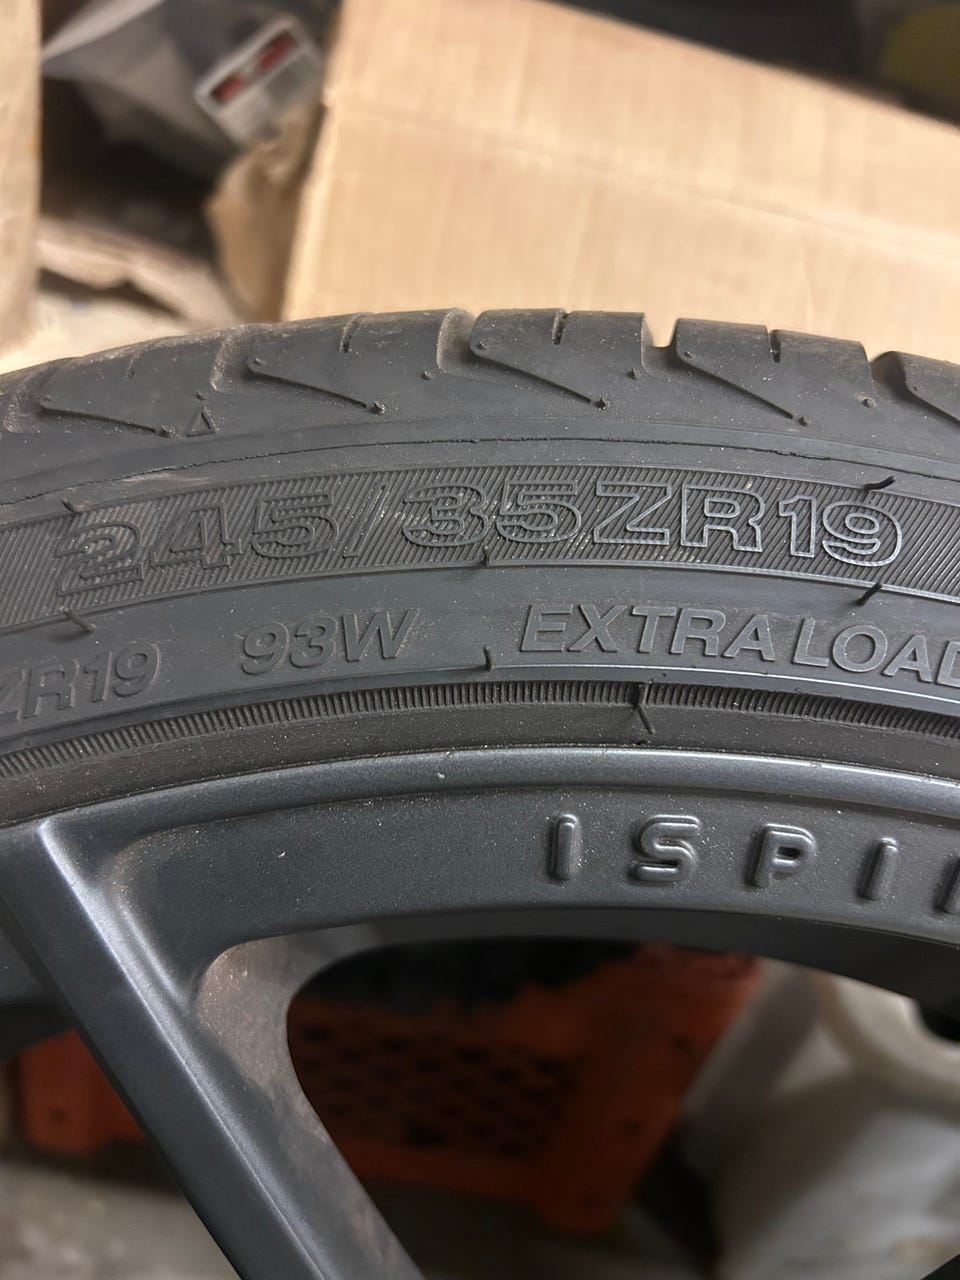 245/35ZR19
ZR19 93W EXTRA LOAD
ISPI